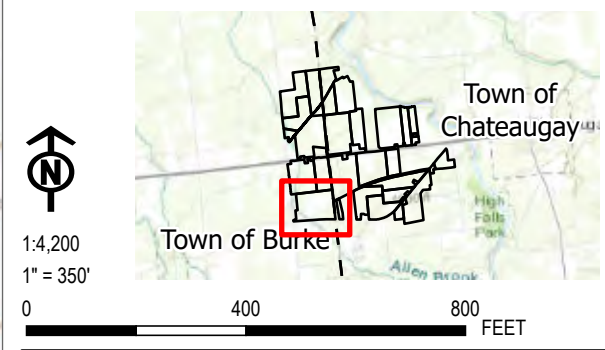 Town of
Chateaugay
High
Falls
Park
Town of Burke
Allen Brook
N
1:4,200
1" = 350'
0 400 800
FEET